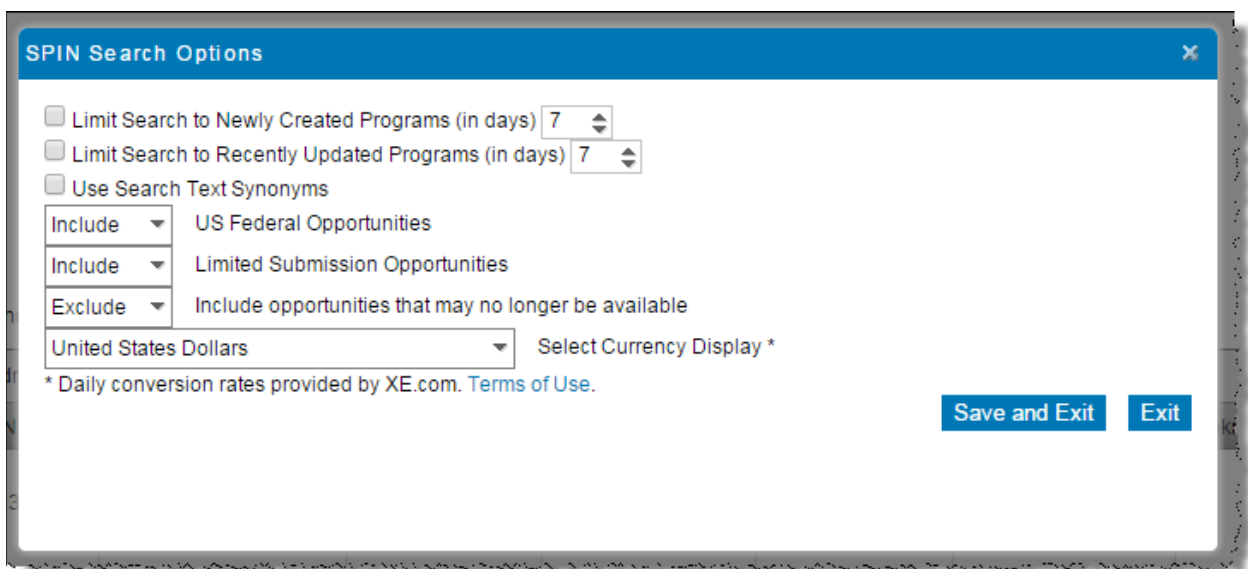 SPIN Search Options
Limit Search to Newly Created Programs (in days) 7
Limit Search to Recently Updated Programs (in days) 7
Use Search Text Synonyms
Include US Federal Opportunities
Include Limited Submission Opportunities
Exclude Include opportunities that may no longer be available
United States Dollars Select Currency Display *
* Daily conversion rates provided by XE.com. Terms of Use.
Save and Exit Exit